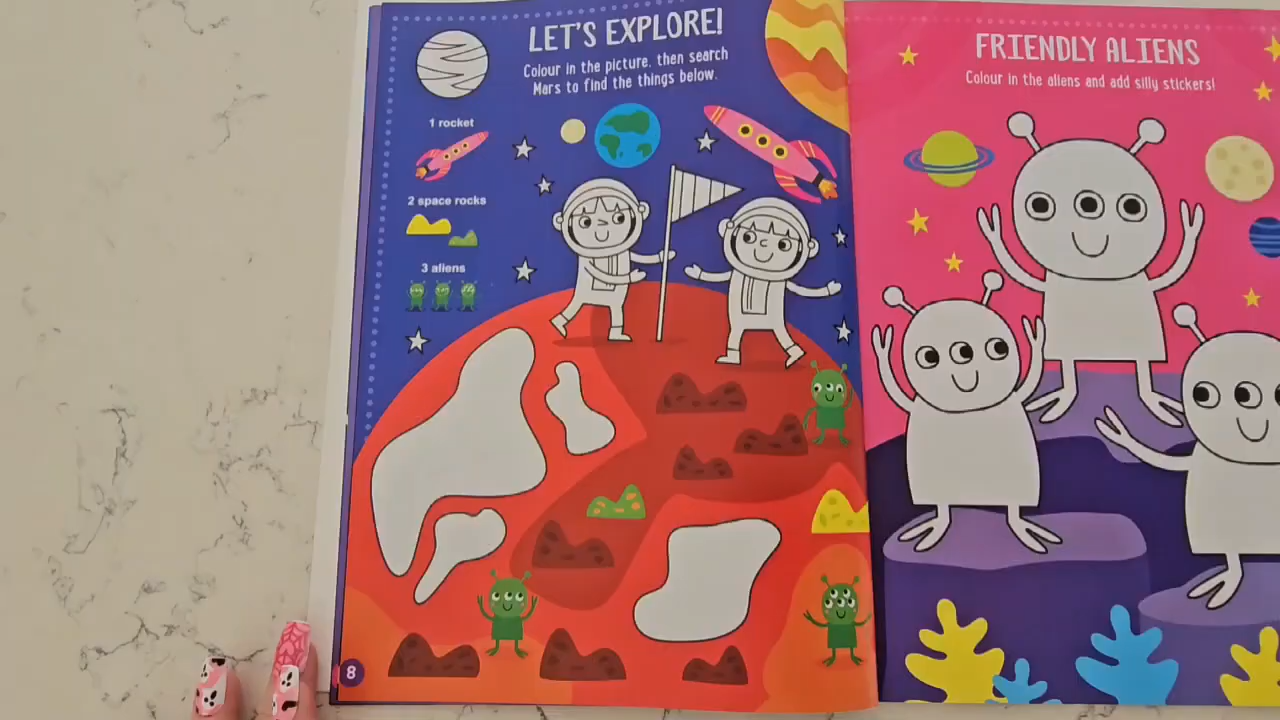 LET'S EXPLORE!
Colour in the picture, then search
Mars to find the things below.
1 rocket
2 space rocks
3 aliens
8
FRIENDLY ALIENS
Colour in the aliens and add silly stickers!